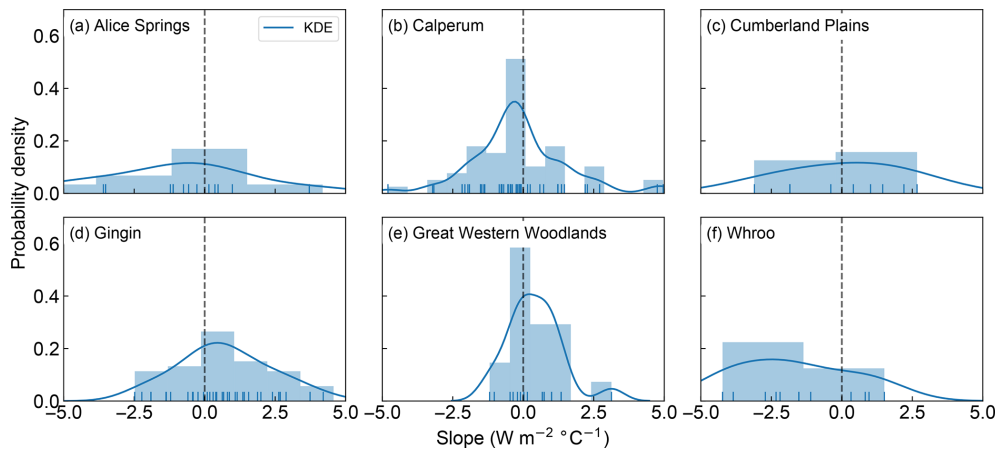 (a) Alice Springs
KDE
(b) Calperum
(c) Cumberland Plains
0.6
0.4
0.2
0.0
(d) Gingin
(e) Great Western Woodlands
(f) Whroo
0.6
0.4
0.2
0.0
−5.0 −2.5 0.0 2.5 5.0
−5.0 −2.5 0.0 2.5
−5.0 −2.5 0.0 2.5 5.0
Probability density
Slope (W m⁻² °C⁻¹)